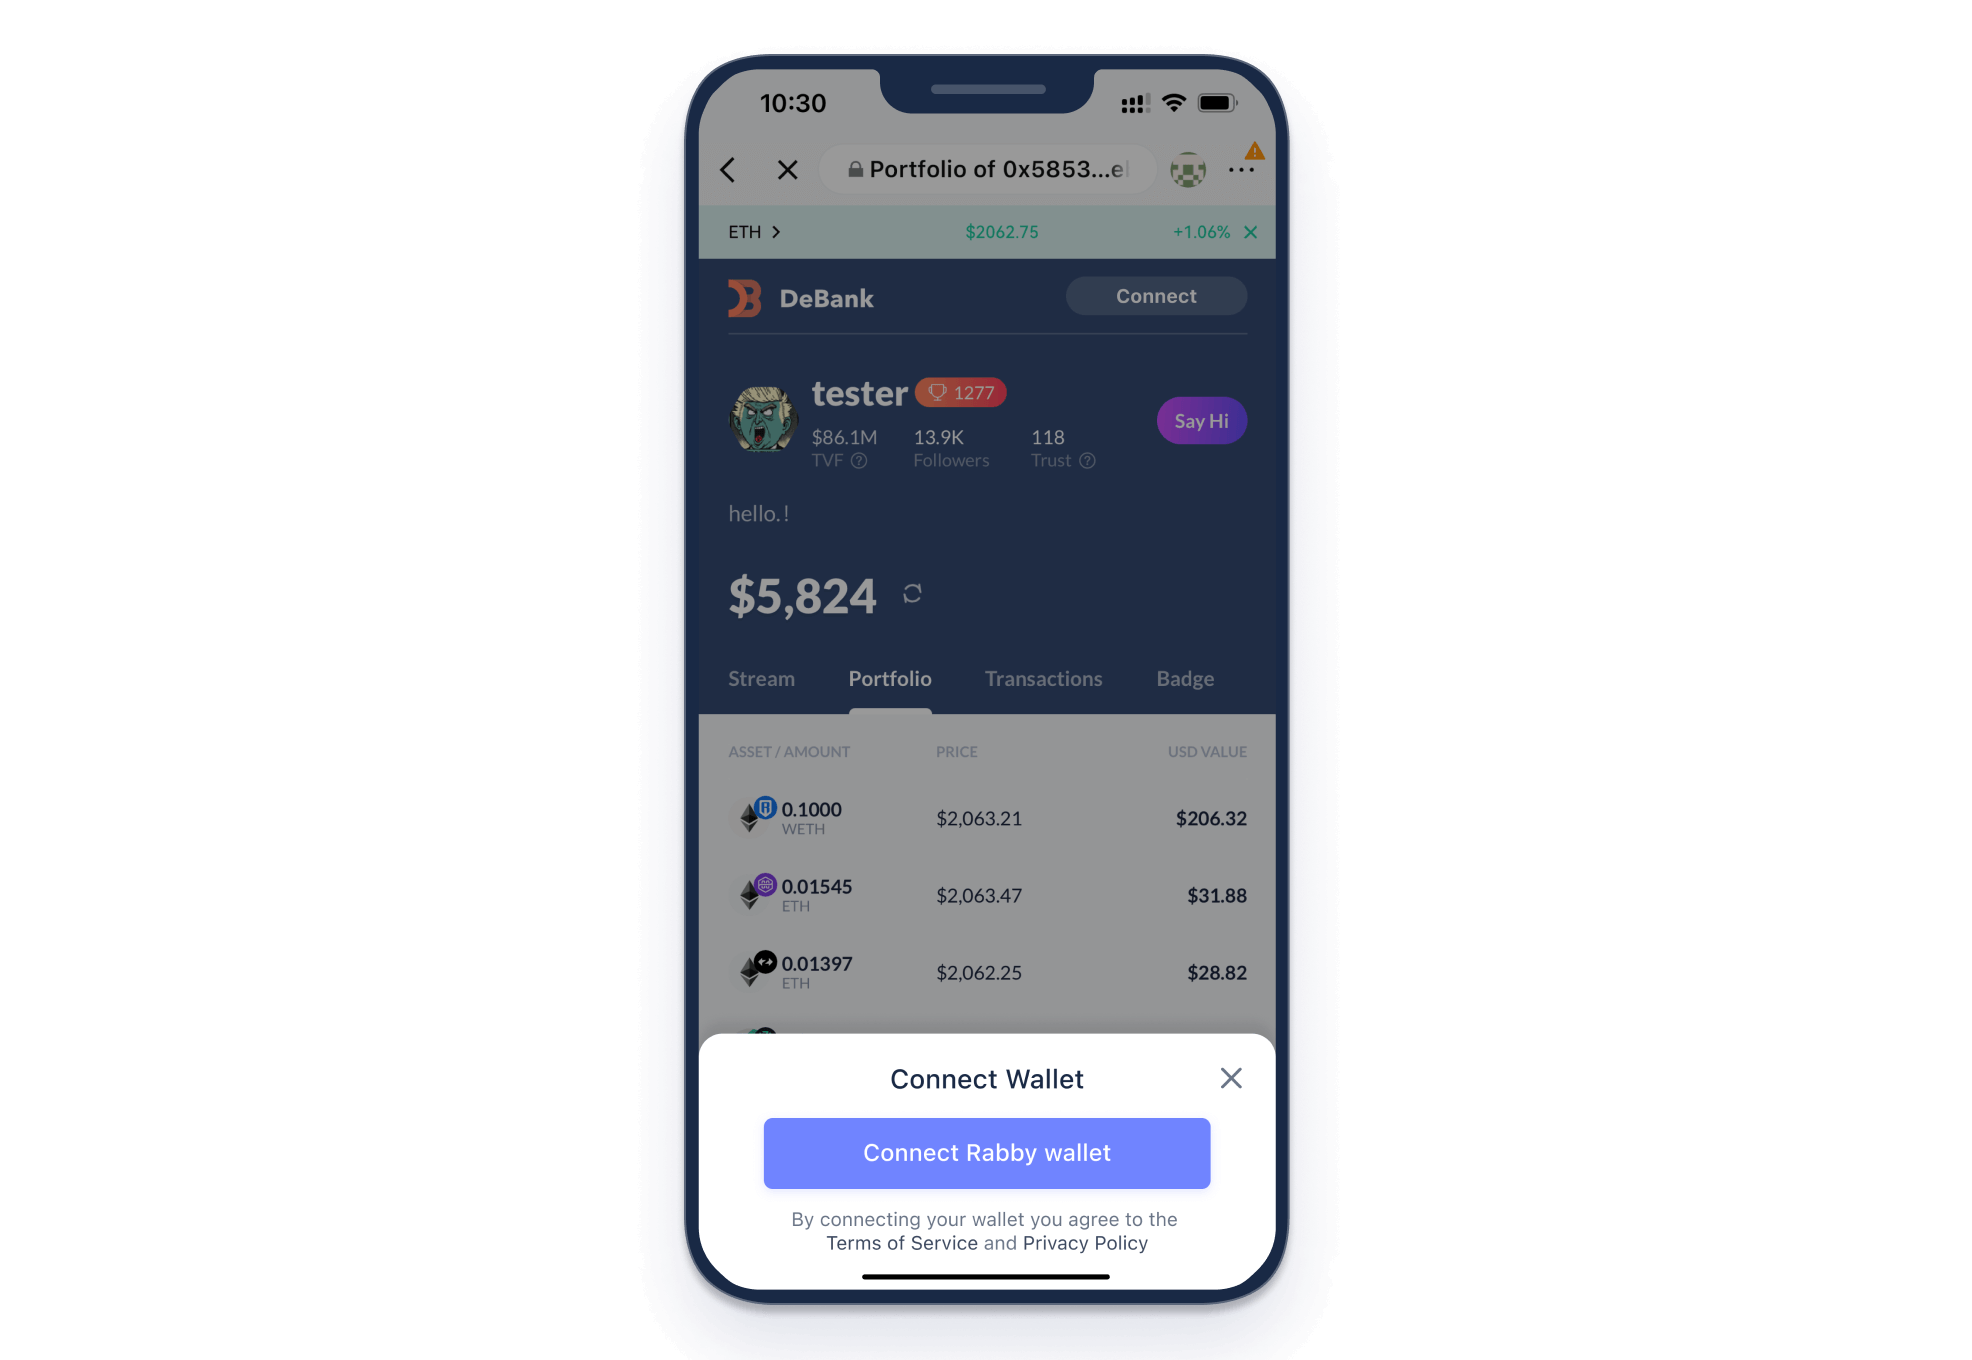 10:30
Portfolio of 0x5853...el
ETH $2062.75 +1.06%
DeBank Connect
tester 1277
Say Hi
$86.1M 13.9K 118
TVF Followers Trust
hello.!
$5,824
Stream Portfolio Transactions Badge
ASSET / AMOUNT PRICE USD VALUE
0.1000 $2,063.21 $206.32
WETH
0.01545 $2,063.47 $31.88
ETH
0.01397 $2,062.25 $28.82
ETH
Connect Wallet
Connect Rabby wallet
By connecting your wallet you agree to the
Terms of Service and Privacy Policy